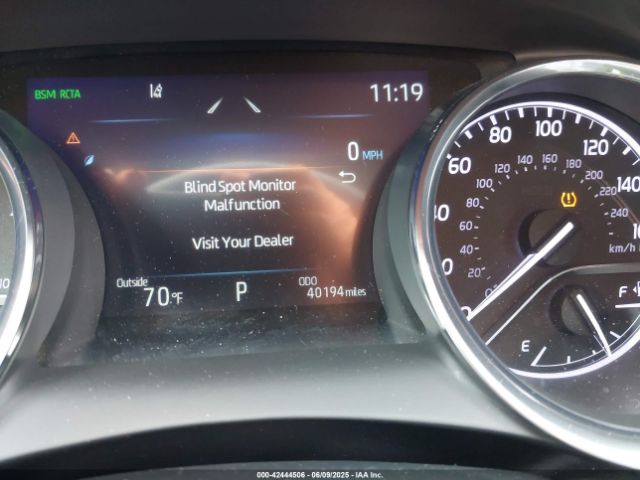 BSM RCTA
11:19
0 MPH
Blind Spot Monitor
Malfunction
Visit Your Dealer
Outside
70°F
P
ODO
40194 miles
60 80 100 120 140
20 40 60 80 100 120 140 160 180 200 220 240
km/h
E F
000-42444506 - 06/09/2025 - IAA Inc.